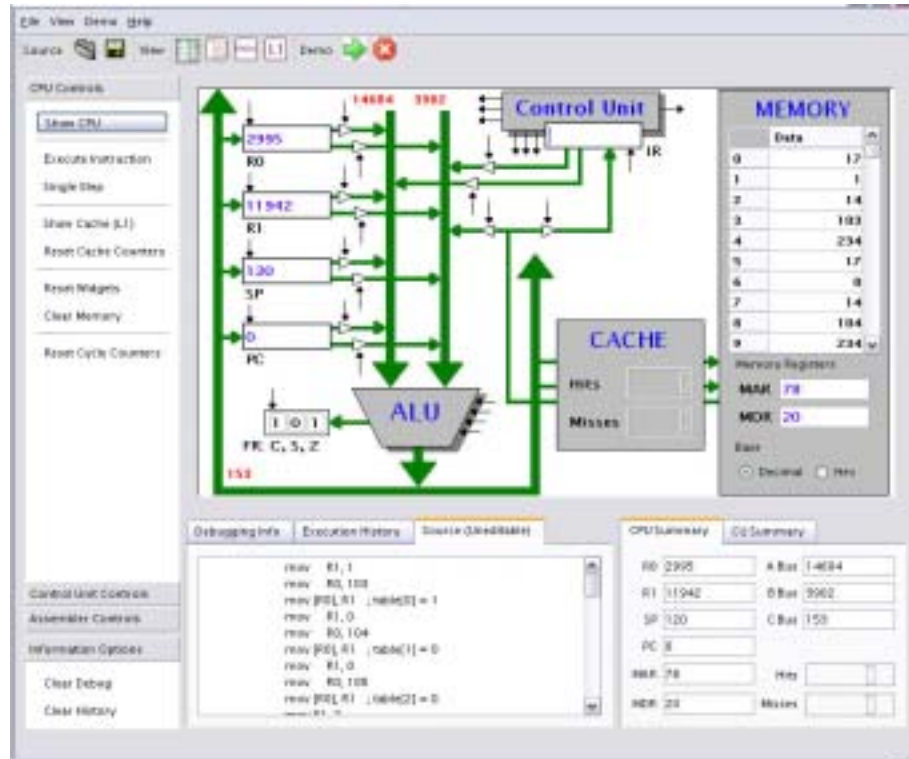 File View Demo Help
Source View Demo
CPU Controls
Show CPU
Execute Instruction
Single Step
Show Cache (L1)
Reset Cache Counters
Reset Widgets
Clear Memory
Reset Cycle Counters
Control Unit Controls
Assembler Controls
Information Options
Clear Debug
Clear History
14684 3902
2995
R0
11942
R1
130
SP
0
PC
Control Unit
IR
ALU
1 0 1
FR: C, S, Z
153
CACHE
Hits
Misses
MEMORY
Data
0 17
1 1
2 14
3 103
4 234
5 17
6 0
7 14
8 104
9 234
Memory Registers
MAR 78
MDR 20
Base
Decimal Hex
Debugging Info Execution History Source (Uneditable)
mov R1, 1
mov R0, 103
mov [R0], R1 ; table[0] = 1
mov R1, 0
mov R0, 104
mov [R0], R1 ; table[1] = 0
mov R1, 0
mov R0, 105
mov [R0], R1 ; table[2] = 0
CPU Summary CU Summary
R0 2995 A Bus 14684
R1 11942 B Bus 3902
SP 120 C Bus 153
PC 0
MAR 78 Hits
MDR 20 Misses